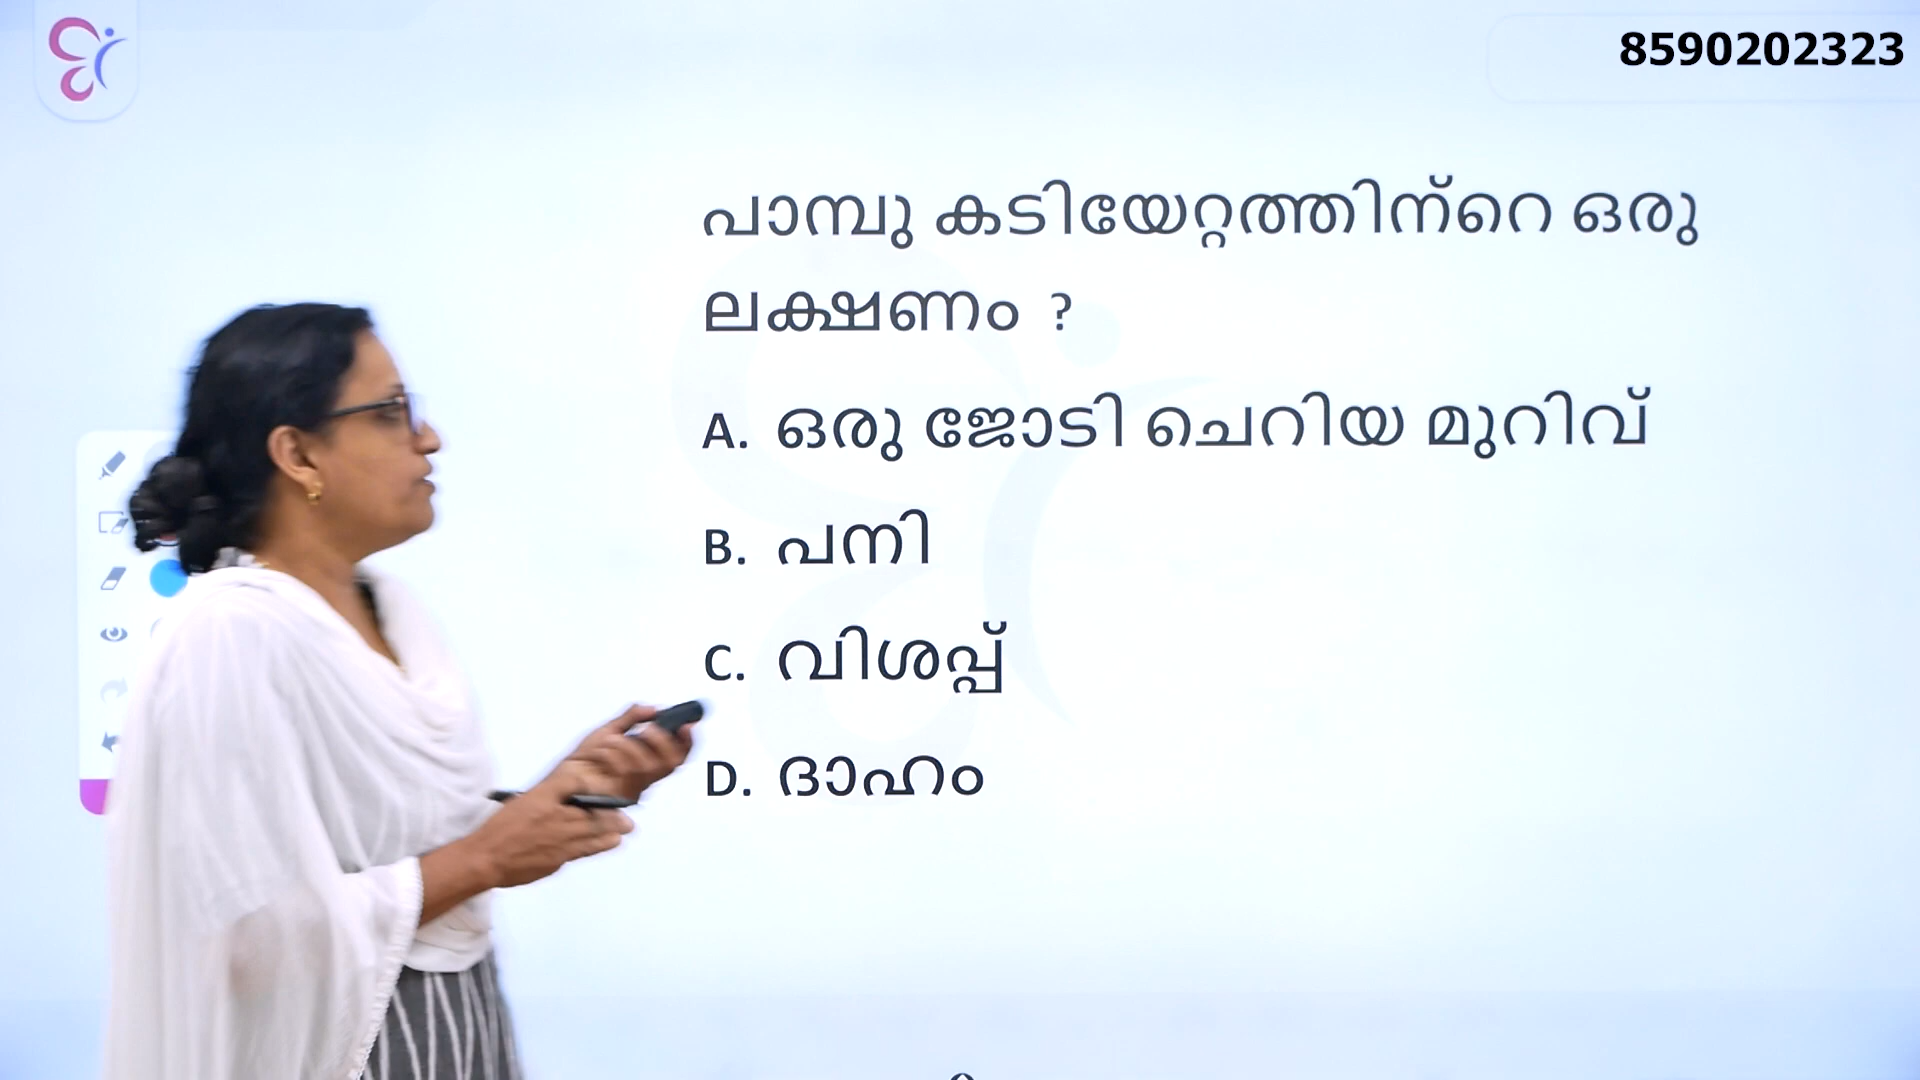 8590202323
പാമ്പു കടിയേറ്റത്തിന്റെ ഒരു
ലക്ഷണം ?
A. ഒരു ജോടി ചെറിയ മുറിവ്
B. പനി
C. വിശപ്പ്
D. ദാഹം